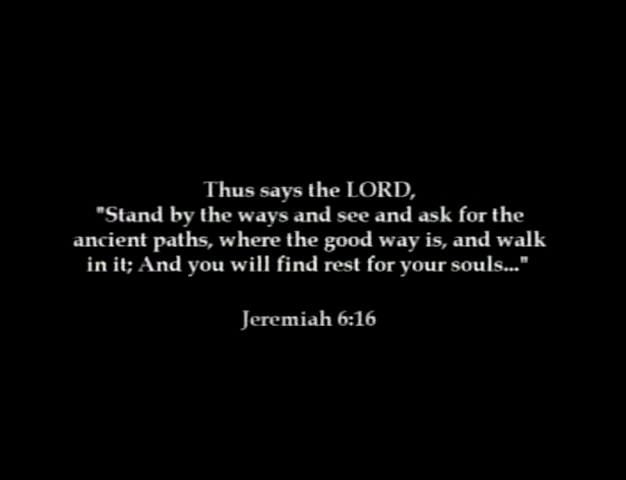 Thus says the LORD,
"Stand by the ways and see and ask for the
ancient paths, where the good way is, and walk
in it; And you will find rest for your souls..."
Jeremiah 6:16